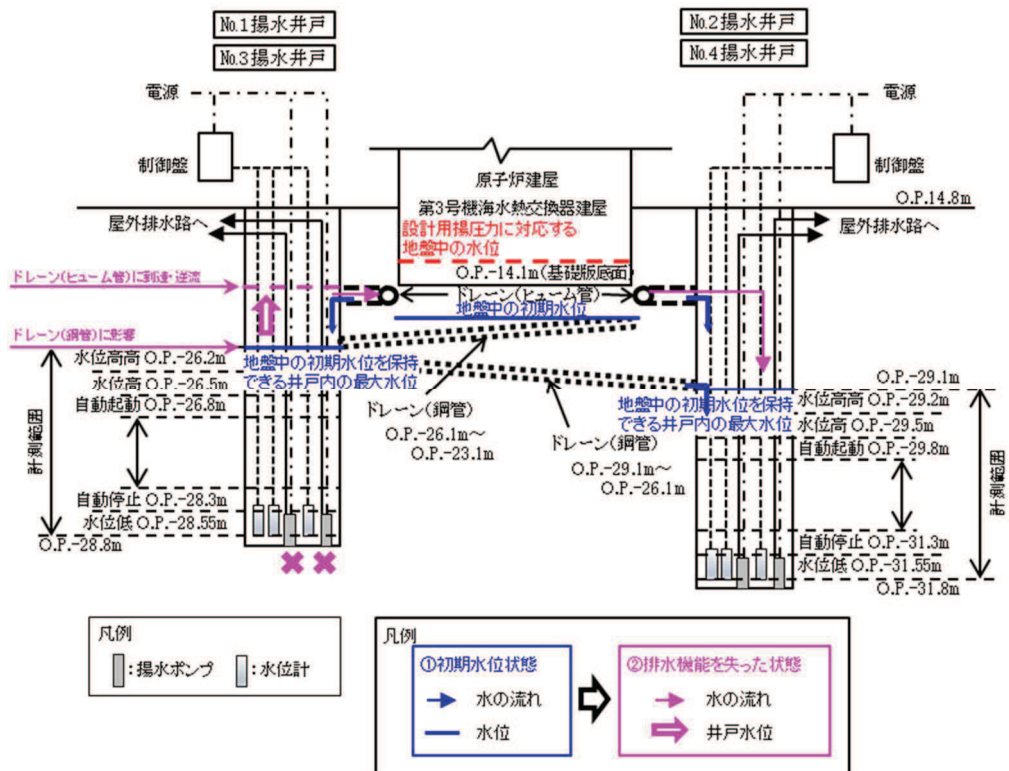 No.1揚水井戸
No.3揚水井戸
No.2揚水井戸
No.4揚水井戸
電源
電源
制御盤
制御盤
原子炉建屋
第3号機海水熱交換器建屋
設計用揚圧力に対応する
地盤中の水位
O.P.14.8m
屋外排水路へ
屋外排水路へ
O.P.-14.1m(基礎版底面)
ドレーン(ヒューム管)に到達・逆流
ドレーン(ヒューム管)
地盤中の初期水位
ドレーン(鋼管)に影響
水位高高 O.P.-26.2m
水位高 O.P.-26.5m
自動起動 O.P.-26.8m
計測範囲
自動停止 O.P.-28.3m
水位低 O.P.-28.55m
O.P.-28.8m
地盤中の初期水位を保持
できる井戸内の最大水位
ドレーン(鋼管)
O.P.-26.1m～
O.P.-23.1m
ドレーン(鋼管)
O.P.-29.1m～
O.P.-26.1m
地盤中の初期水位を保持
できる井戸内の最大水位
O.P.-29.1m
水位高高 O.P.-29.2m
水位高 O.P.-29.5m
自動起動 O.P.-29.8m
計測範囲
自動停止 O.P.-31.3m
水位低 O.P.-31.55m
O.P.-31.8m
凡例
:揚水ポンプ
:水位計
凡例
①初期水位状態
水の流れ
水位
②排水機能を失った状態
水の流れ
井戸水位